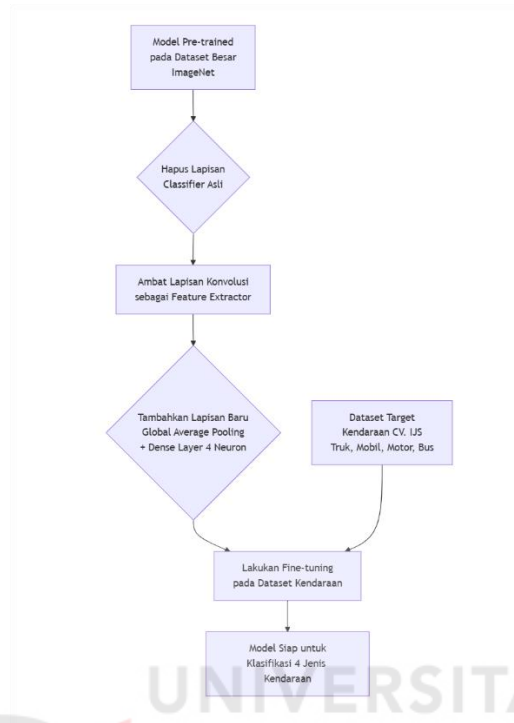 Model Pre-trained
pada Dataset Besar
ImageNet
Hapus Lapisan
Classifier Asli
Ambat Lapisan Konvolusi
sebagai Feature Extractor
Tambahkan Lapisan Baru
Global Average Pooling
+ Dense Layer 4 Neuron
Dataset Target
Kendaraan CV. IJS
Truk, Mobil, Motor, Bus
Lakukan Fine-tuning
pada Dataset Kendaraan
Model Siap untuk
Klasifikasi 4 Jenis
Kendaraan
UNIVERSITA